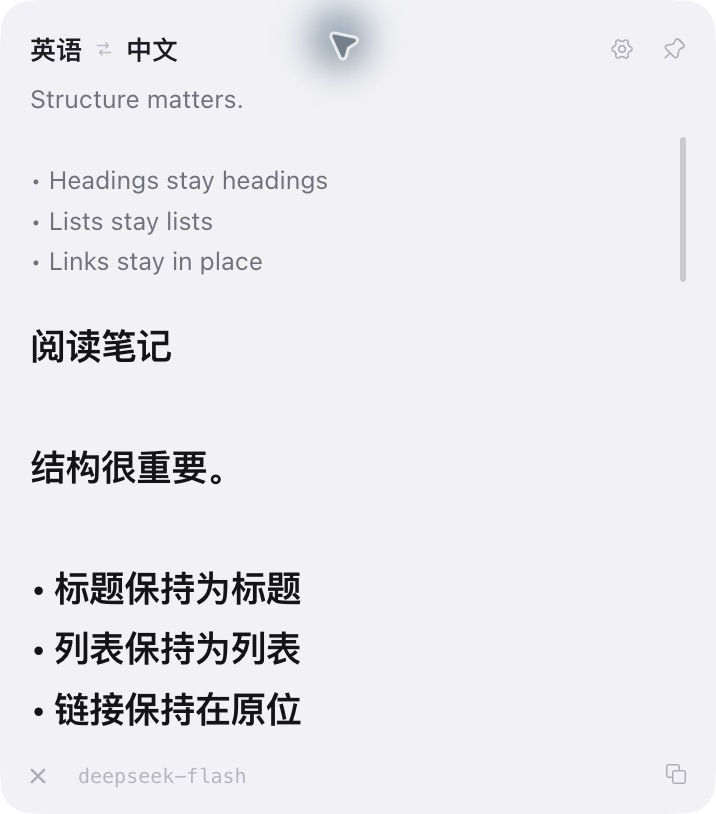 英语 ⇄ 中文
Structure matters.
• Headings stay headings
• Lists stay lists
• Links stay in place
阅读笔记
结构很重要。
• 标题保持为标题
• 列表保持为列表
• 链接保持在原位
deepseek-flash